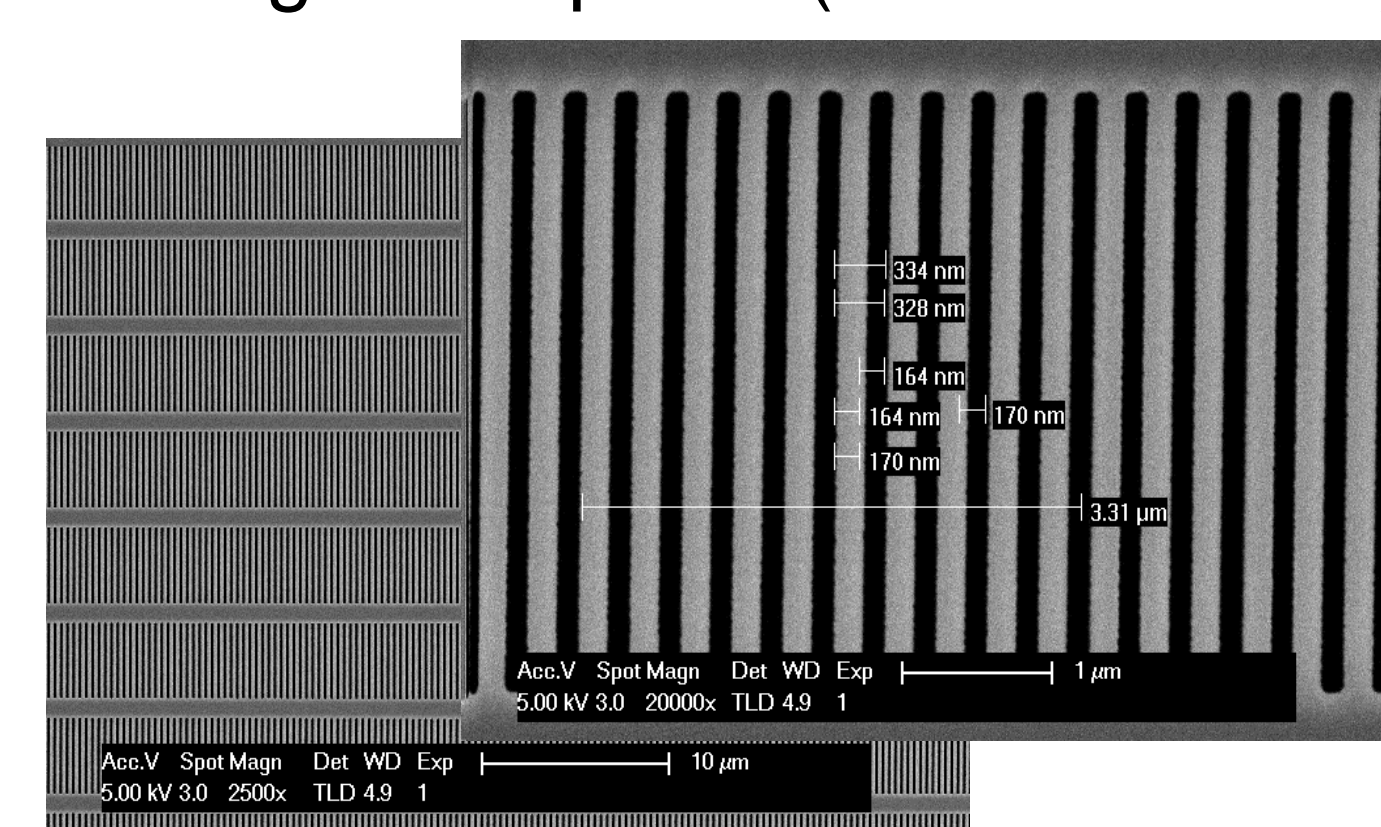 334 nm
328 nm
164 nm
164 nm 170 nm
170 nm
3.31 µm
Acc.V Spot Magn Det WD Exp 1 µm
5.00 kV 3.0 20000x TLD 4.9 1
Acc.V Spot Magn Det WD Exp 10 µm
5.00 kV 3.0 2500x TLD 4.9 1